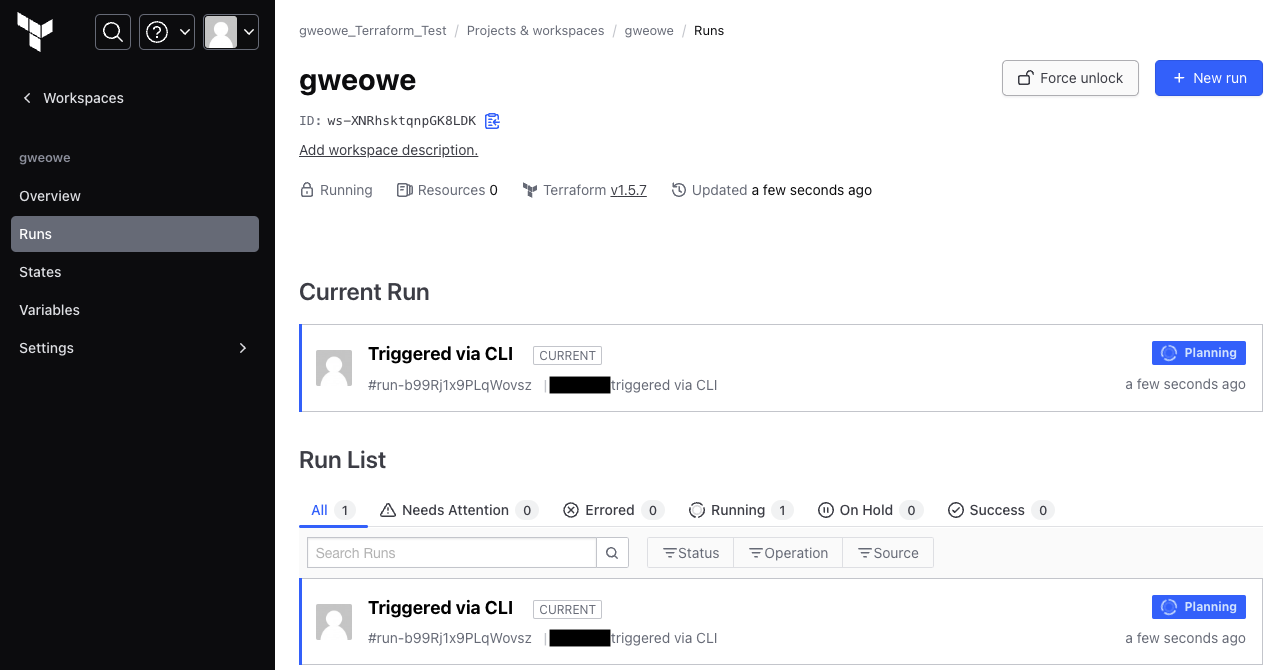 gweowe_Terraform_Test / Projects & workspaces / gweowe / Runs
Workspaces
gweowe
Overview
Runs
States
Variables
Settings
gweowe
Force unlock
+ New run
ID: ws-XNRhsktqnpGK8LDK
Add workspace description.
Running Resources 0 Terraform v1.5.7 Updated a few seconds ago
Current Run
Triggered via CLI CURRENT Planning
#run-b99Rj1x9PLqWovsz | triggered via CLI a few seconds ago
Run List
All 1 Needs Attention 0 Errored 0 Running 1 On Hold 0 Success 0
Search Runs Status Operation Source
Triggered via CLI CURRENT Planning
#run-b99Rj1x9PLqWovsz | triggered via CLI a few seconds ago